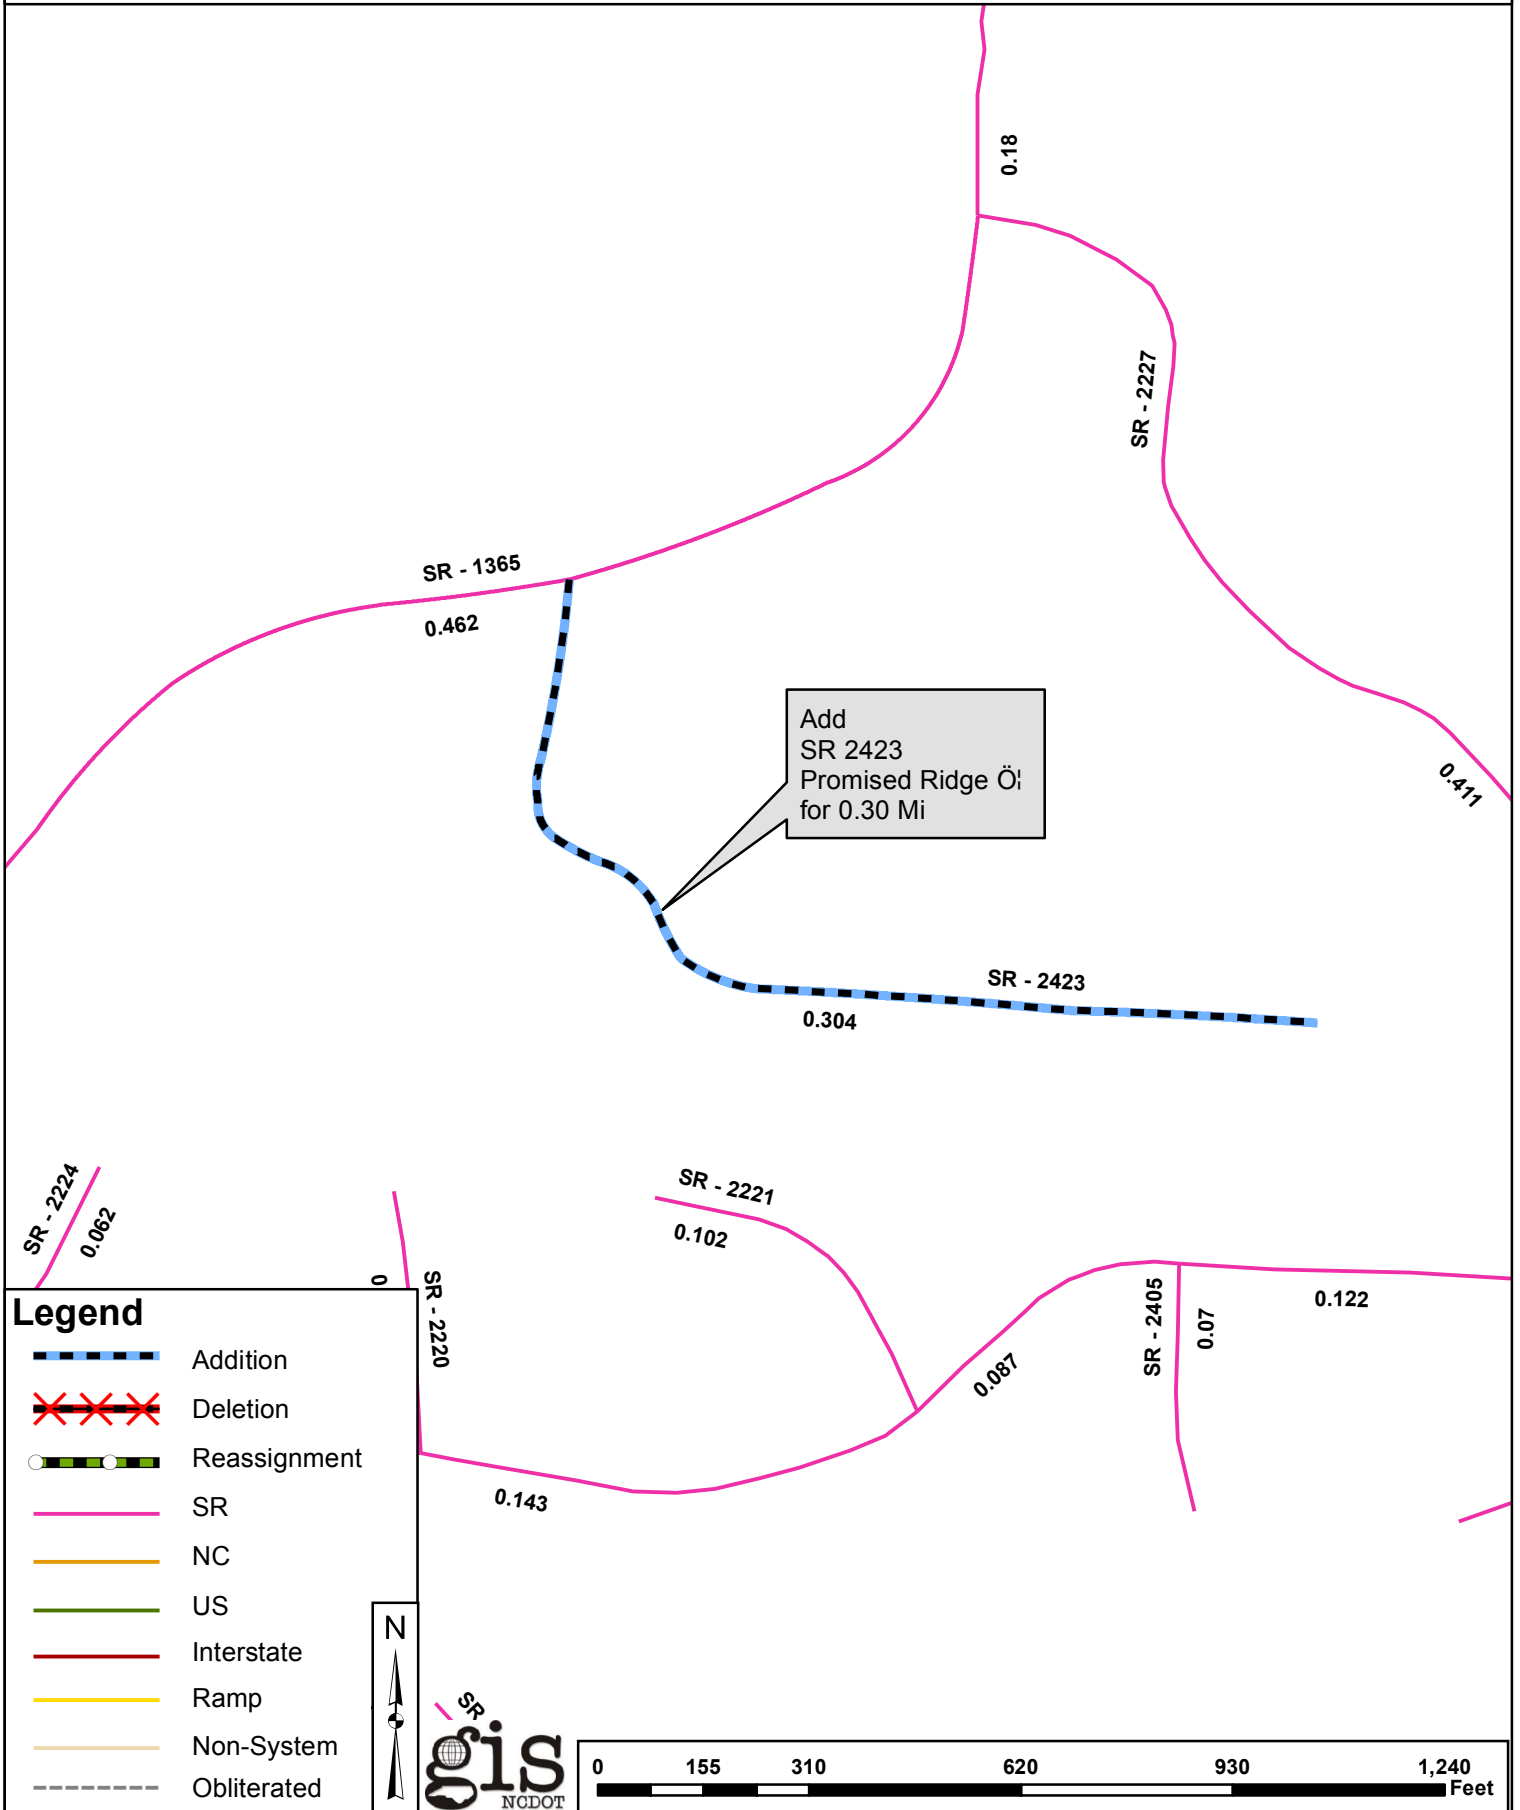 0.18
SR - 2227
SR - 1365
0.462
Add
SR 2423
Promised Ridge Ö¦
for 0.30 Mi
0.411
SR - 2423
0.304
SR - 2224
0.062
SR - 2221
0.102
0
SR - 2220
SR - 2405
0.07
0.122
0.087
0.143
Legend
Addition
Deletion
Reassignment
SR
NC
US
Interstate
Ramp
Non-System
Obliterated
N
SR
gis
NCDOT
0 155 310 620 930 1,240
Feet